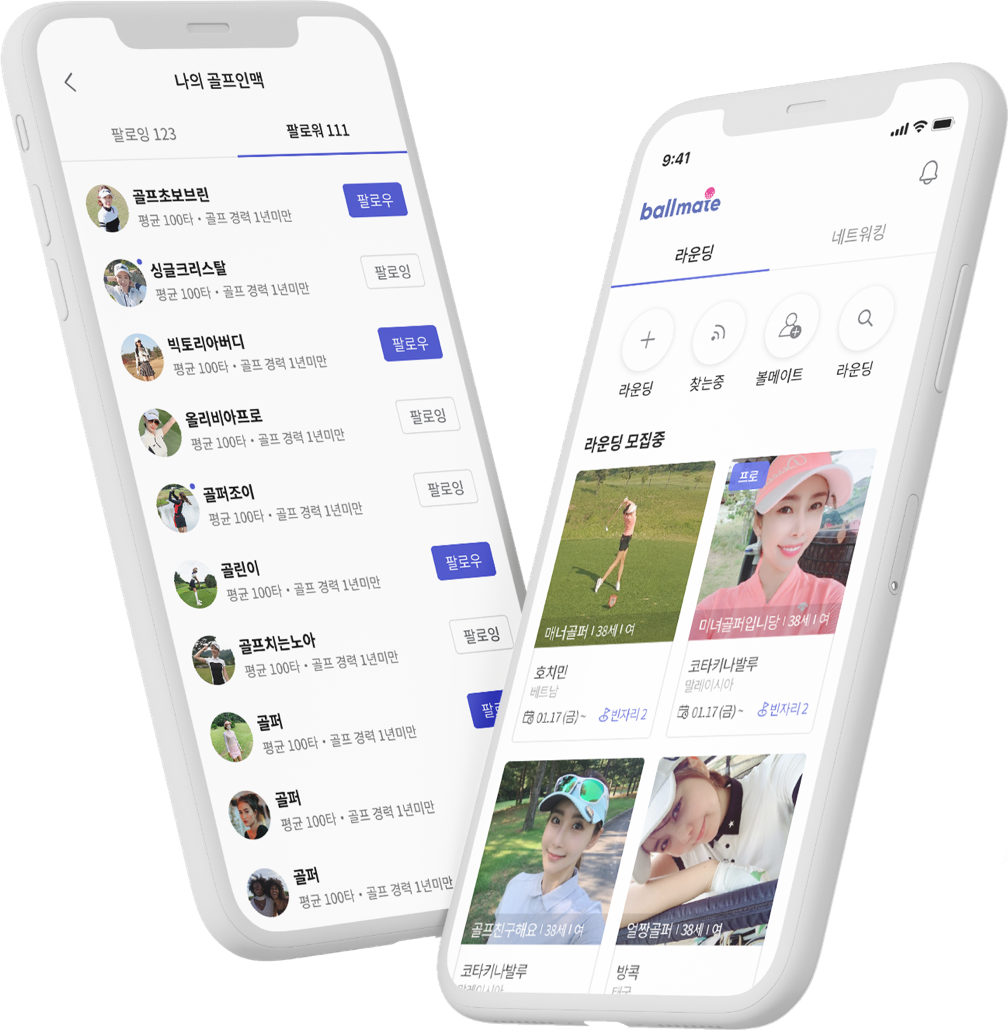 나의 골프인맥
팔로잉 123
팔로워 111
골프초보브린
평균 100타 • 골프 경력 1년미만
팔로우
싱글크리스탈
평균 100타 • 골프 경력 1년미만
팔로잉
빅토리아버디
평균 100타 • 골프 경력 1년미만
팔로우
올리비아프로
평균 100타 • 골프 경력 1년미만
팔로잉
골퍼조이
평균 100타 • 골프 경력 1년미만
팔로잉
골린이
평균 100타 • 골프 경력 1년미만
팔로우
골프치는노아
평균 100타 • 골프 경력 1년미만
팔로잉
골퍼
평균 100타 • 골프 경력 1년미만
골퍼
평균 100타 • 골프 경력 1년미만
골퍼
평균 100타 • 골프 경력 1년미만
9:41
ballmate
라운딩
네트워킹
라운딩
찾는중
볼메이트
라운딩
라운딩 모집중
매너골퍼 | 38세 | 여
호치민
베트남
01.17 (금) ~
빈자리 2
프로
미녀골퍼입니당 | 38세 | 여
코타키나발루
말레이시아
01.17 (금) ~
빈자리 2
골프친구해요 | 38세 | 여
코타키나발루
말레이시아
얼짱골퍼 | 38세 | 여
방콕
태국